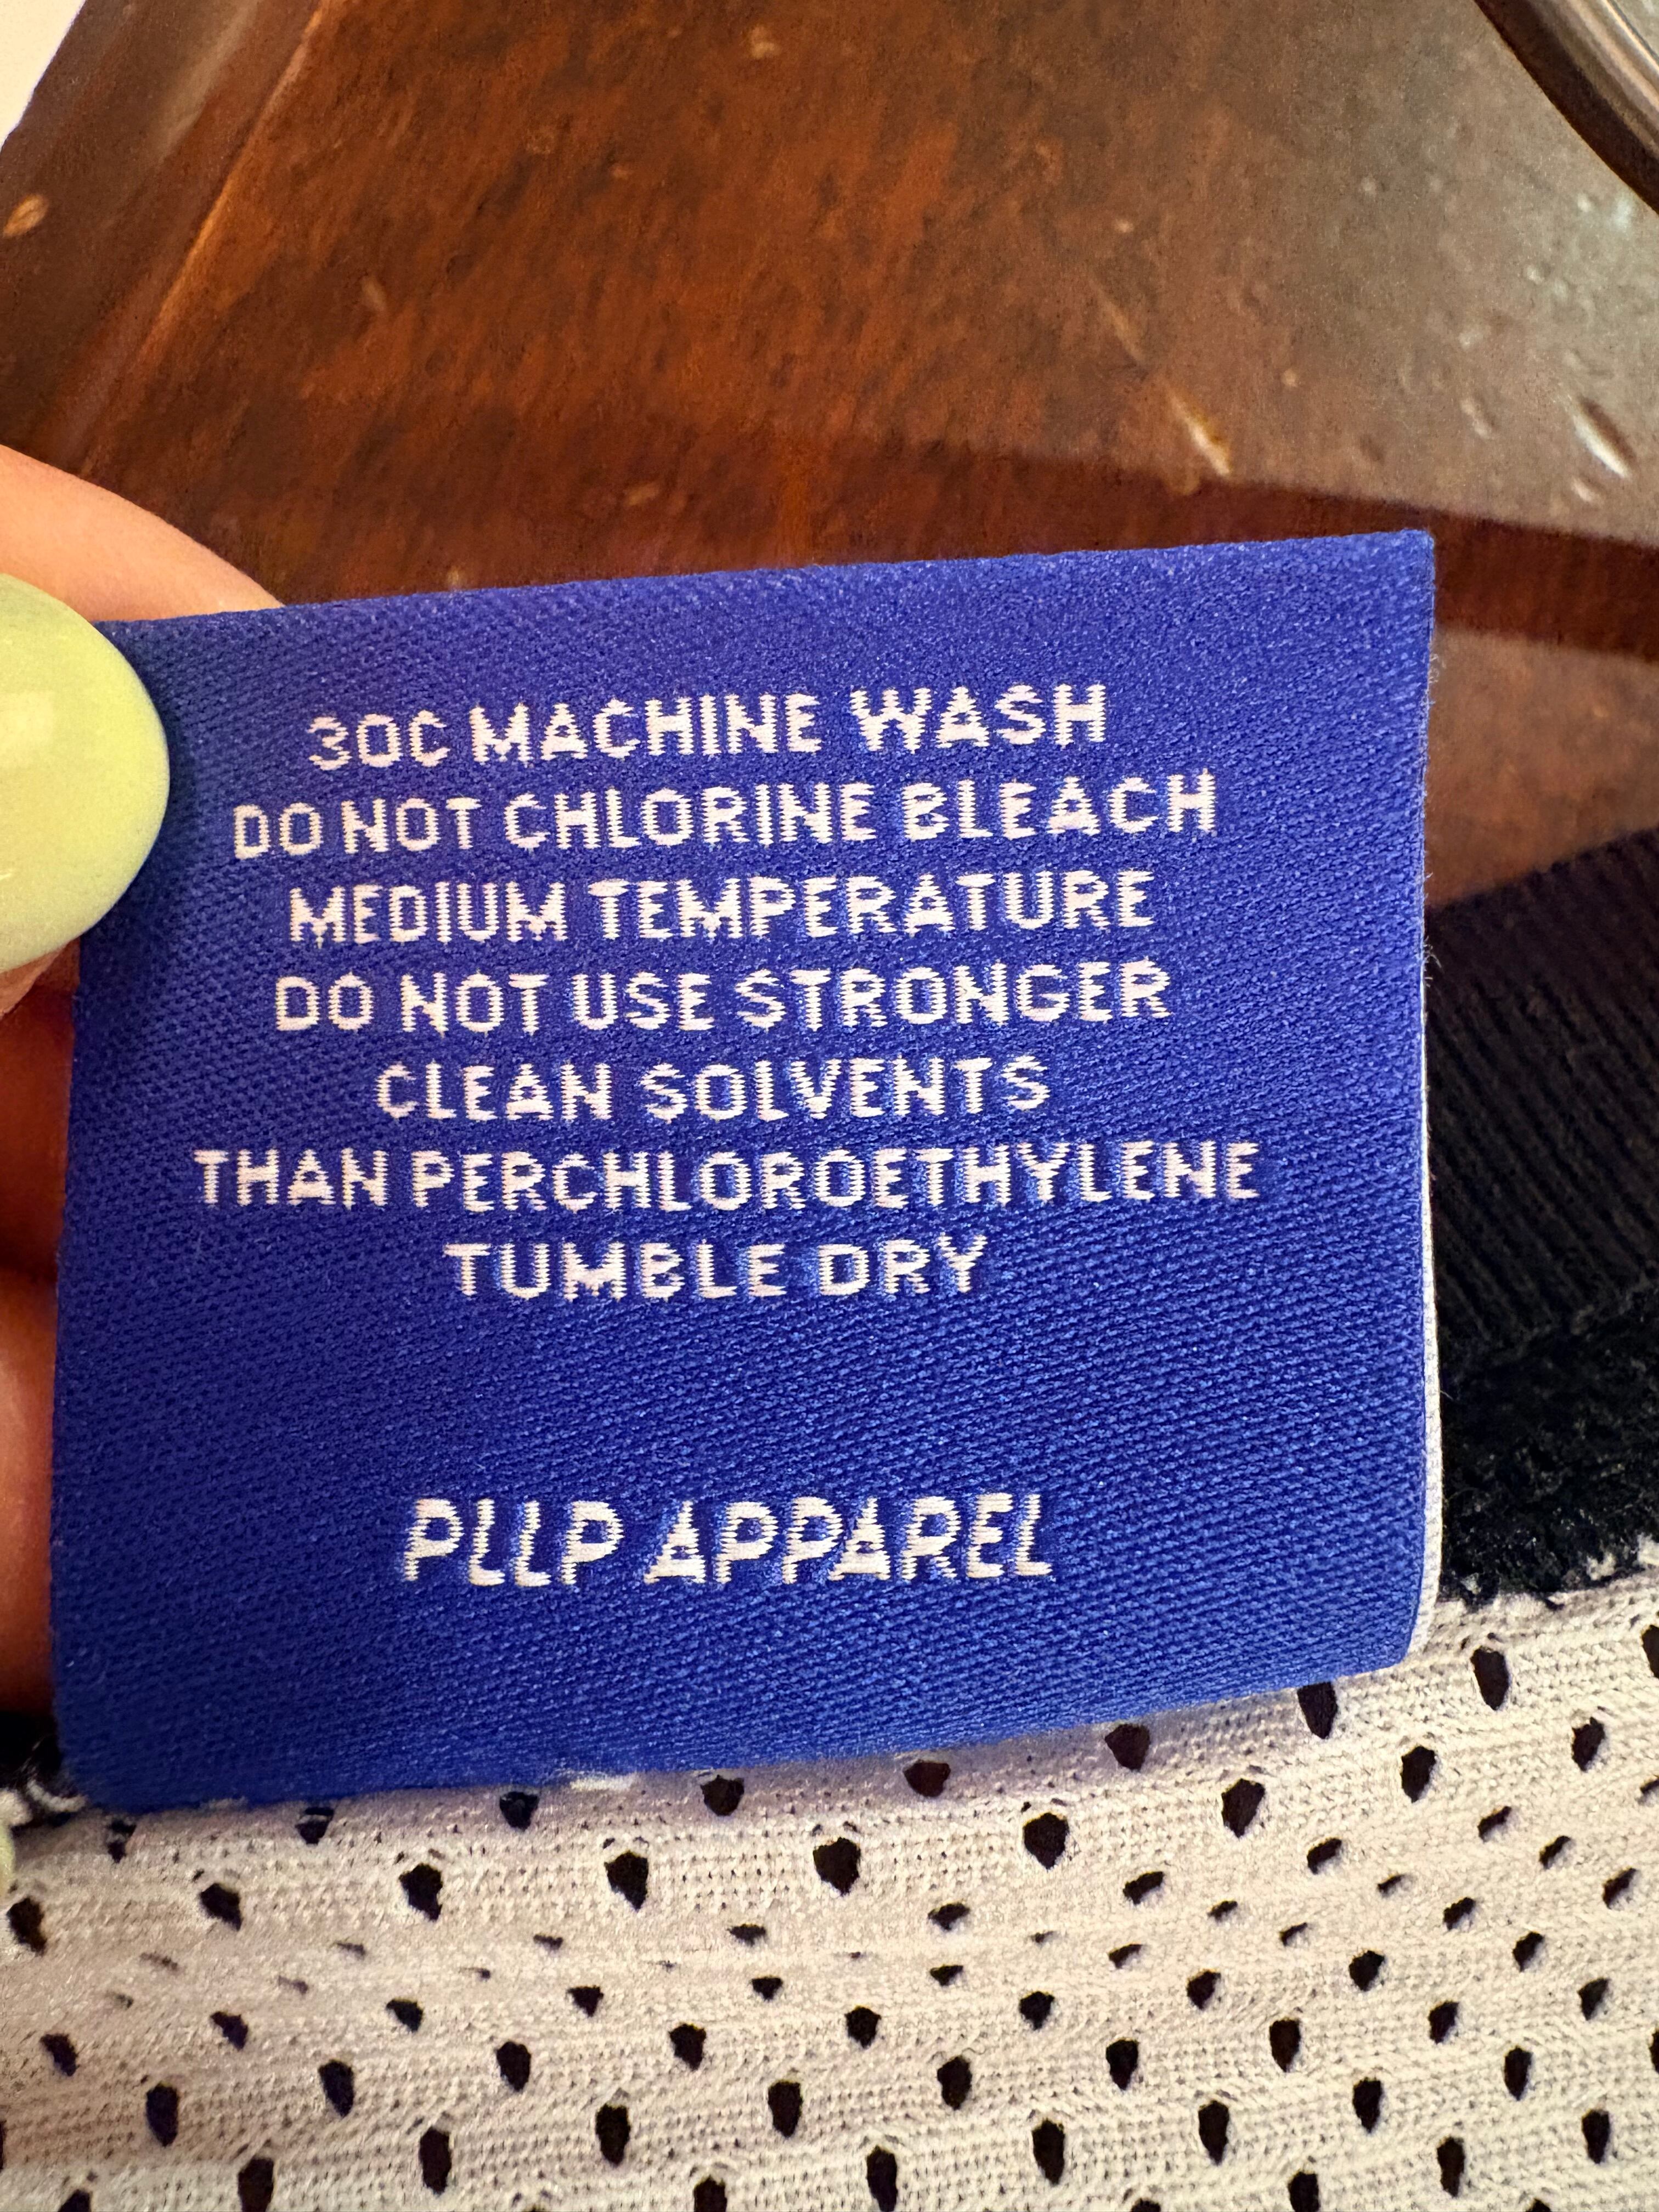 30C MACHINE WASH
DO NOT CHLORINE BLEACH
MEDIUM TEMPERATURE
DO NOT USE STRONGER
CLEAN SOLVENTS
THAN PERCHLOROETHYLENE
TUMBLE DRY
PLLP APPAREL